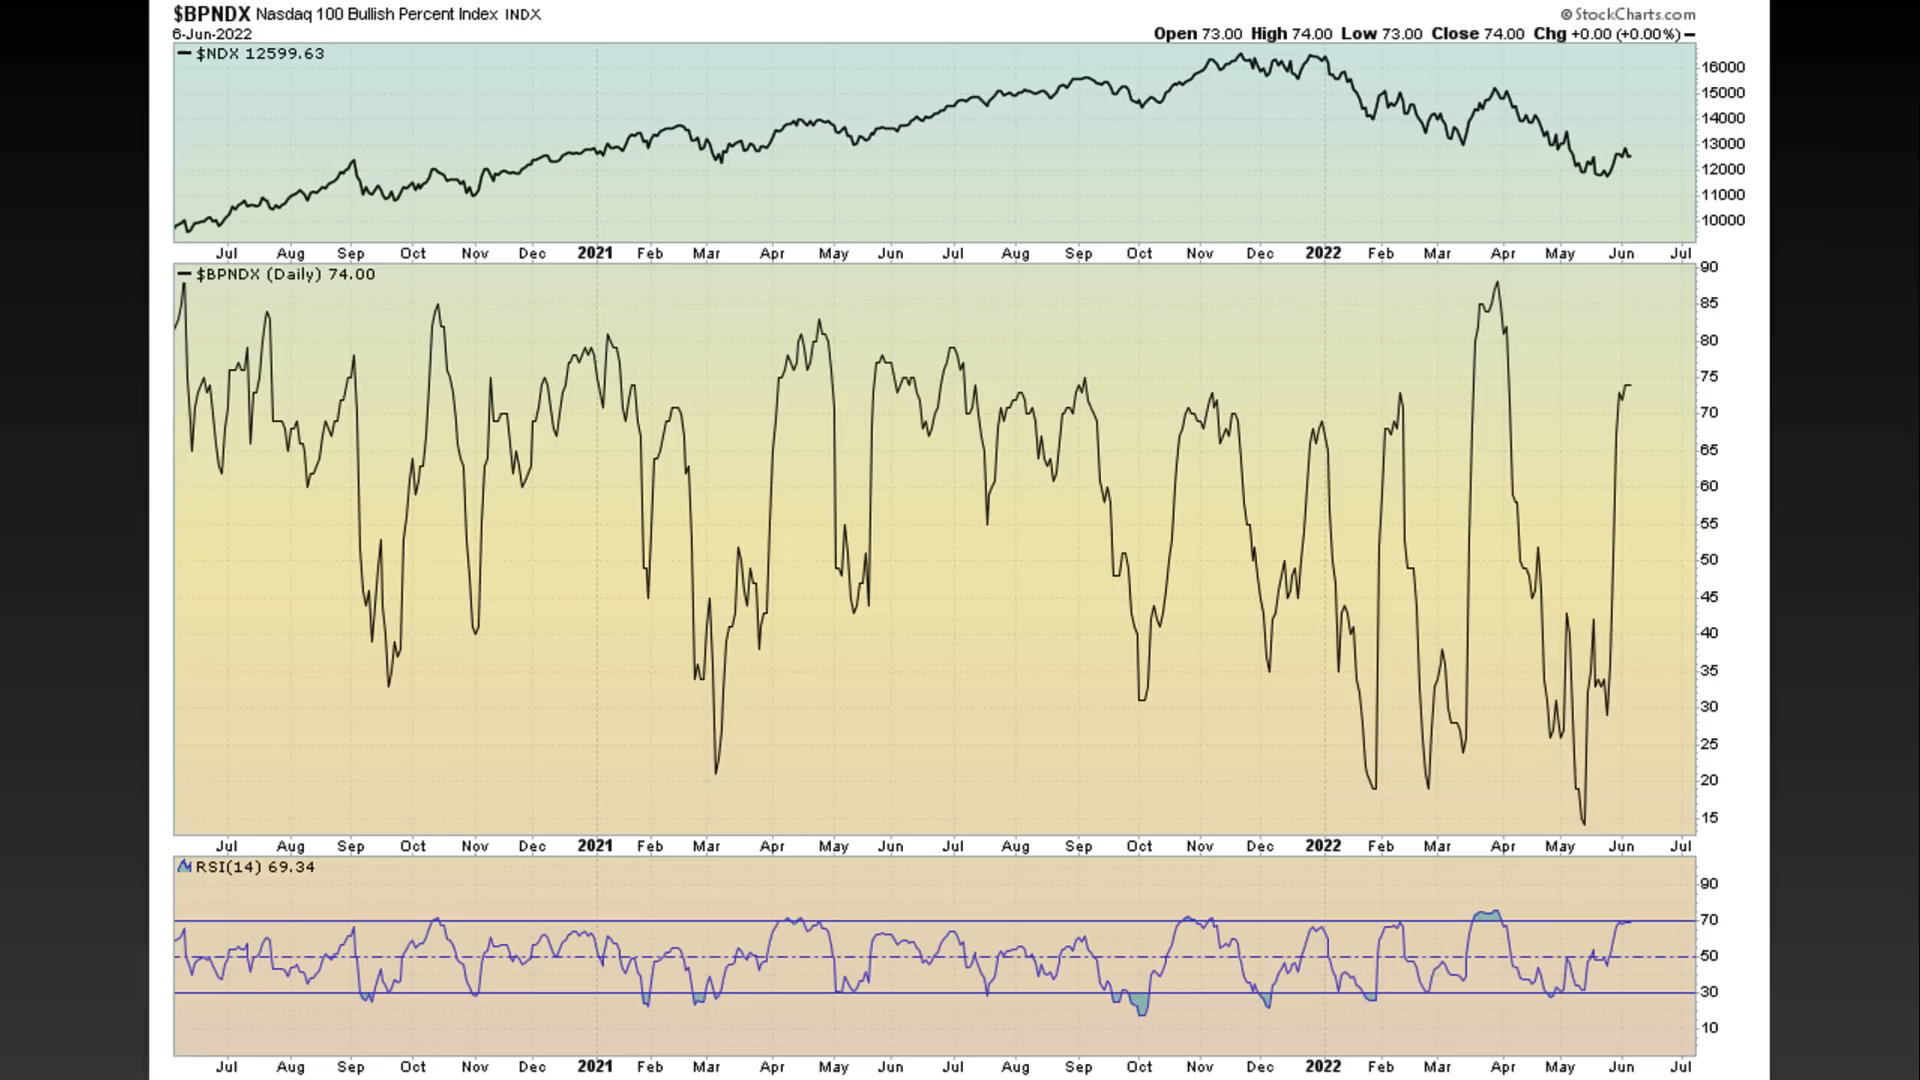 $BPNDX Nasdaq 100 Bullish Percent Index INDX
© StockCharts.com
6-Jun-2022
Open 73.00 High 74.00 Low 73.00 Close 74.00 Chg +0.00 (+0.00%)
$NDX 12599.63
16000
15000
14000
13000
12000
11000
10000
Jul Aug Sep Oct Nov Dec 2021 Feb Mar Apr May Jun Jul Aug Sep Oct Nov Dec 2022 Feb Mar Apr May Jun Jul
$BPNDX (Daily) 74.00
90
85
80
75
70
65
60
55
50
45
40
35
30
25
20
15
Jul Aug Sep Oct Nov Dec 2021 Feb Mar Apr May Jun Jul Aug Sep Oct Nov Dec 2022 Feb Mar Apr May Jun Jul
RSI(14) 69.34
90
70
50
30
10
Jul Aug Sep Oct Nov Dec 2021 Feb Mar Apr May Jun Jul Aug Sep Oct Nov Dec 2022 Feb Mar Apr May Jun Jul